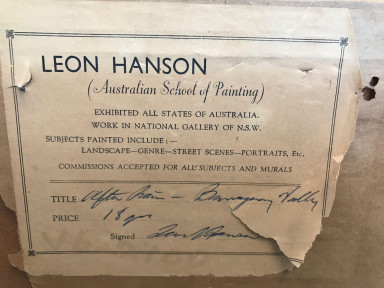 LEON HANSON
(Australian School of Painting)
EXHIBITED ALL STATES OF AUSTRALIA.
WORK IN NATIONAL GALLERY OF N.S.W.
SUBJECTS PAINTED INCLUDE:—
LANDSCAPE—GENRE—STREET SCENES—PORTRAITS, Etc.
COMMISSIONS ACCEPTED FOR ALL SUBJECTS AND MURALS
TITLE After Rain — Valley
PRICE 18 gns
Signed Leon Hanson